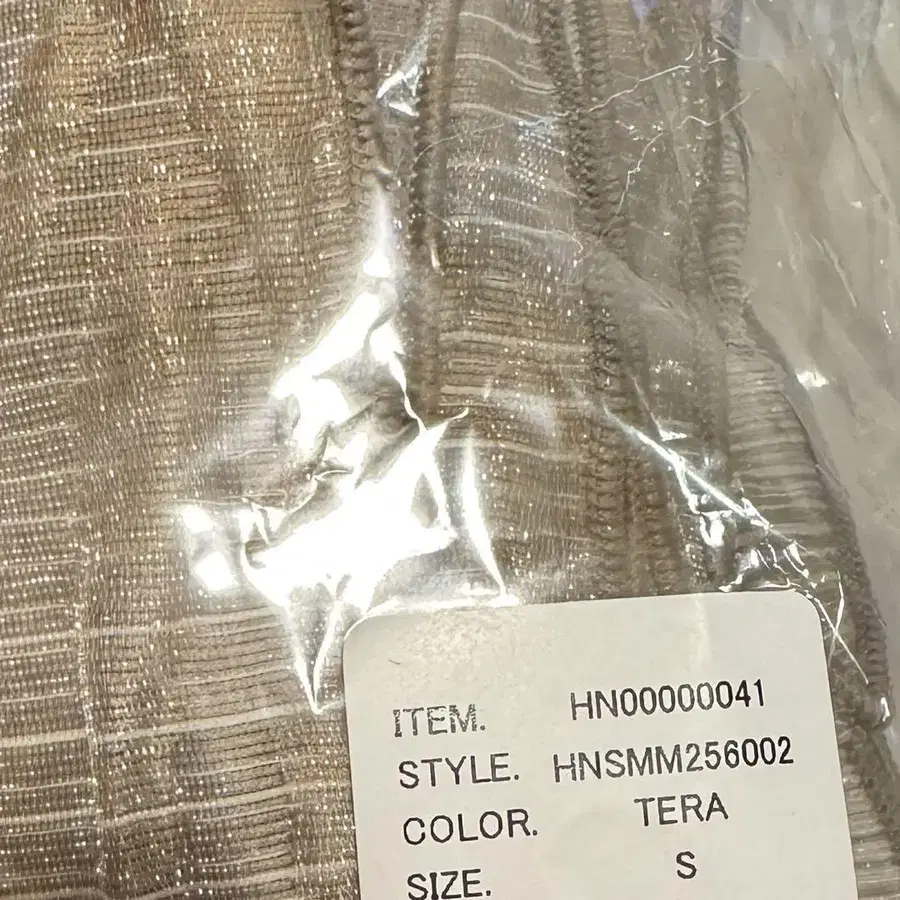 ITEM. HN00000041
STYLE. HNSMM256002
COLOR. TERA
SIZE. S